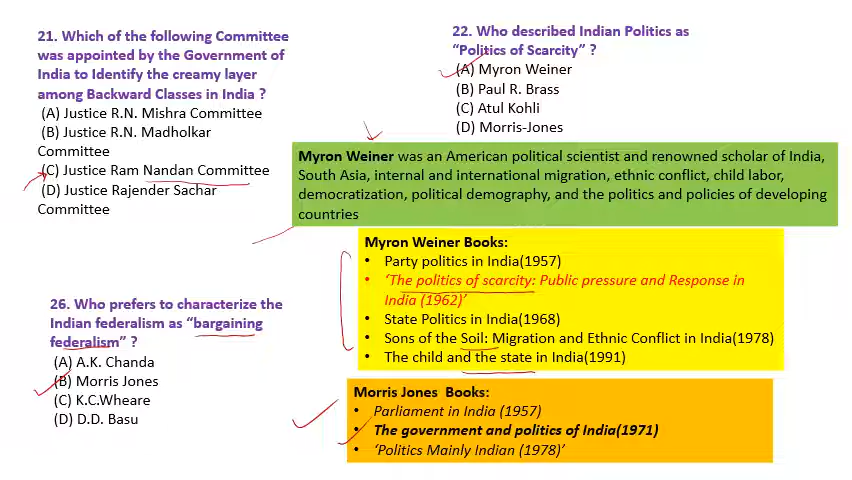 21. Which of the following Committee
was appointed by the Government of
India to Identify the creamy layer
among Backward Classes in India ?
(A) Justice R.N. Mishra Committee
(B) Justice R.N. Madholkar
Committee
(C) Justice Ram Nandan Committee
(D) Justice Rajender Sachar
Committee
22. Who described Indian Politics as
“Politics of Scarcity” ?
(A) Myron Weiner
(B) Paul R. Brass
(C) Atul Kohli
(D) Morris-Jones
Myron Weiner was an American political scientist and renowned scholar of India,
South Asia, internal and international migration, ethnic conflict, child labor,
democratization, political demography, and the politics and policies of developing
countries
Myron Weiner Books:
• Party politics in India(1957)
• ‘The politics of scarcity: Public pressure and Response in
India (1962)’
• State Politics in India(1968)
• Sons of the Soil: Migration and Ethnic Conflict in India(1978)
• The child and the state in India(1991)
26. Who prefers to characterize the
Indian federalism as “bargaining
federalism” ?
(A) A.K. Chanda
(B) Morris Jones
(C) K.C.Wheare
(D) D.D. Basu
Morris Jones Books:
• Parliament in India (1957)
• The government and politics of India(1971)
• ‘Politics Mainly Indian (1978)’